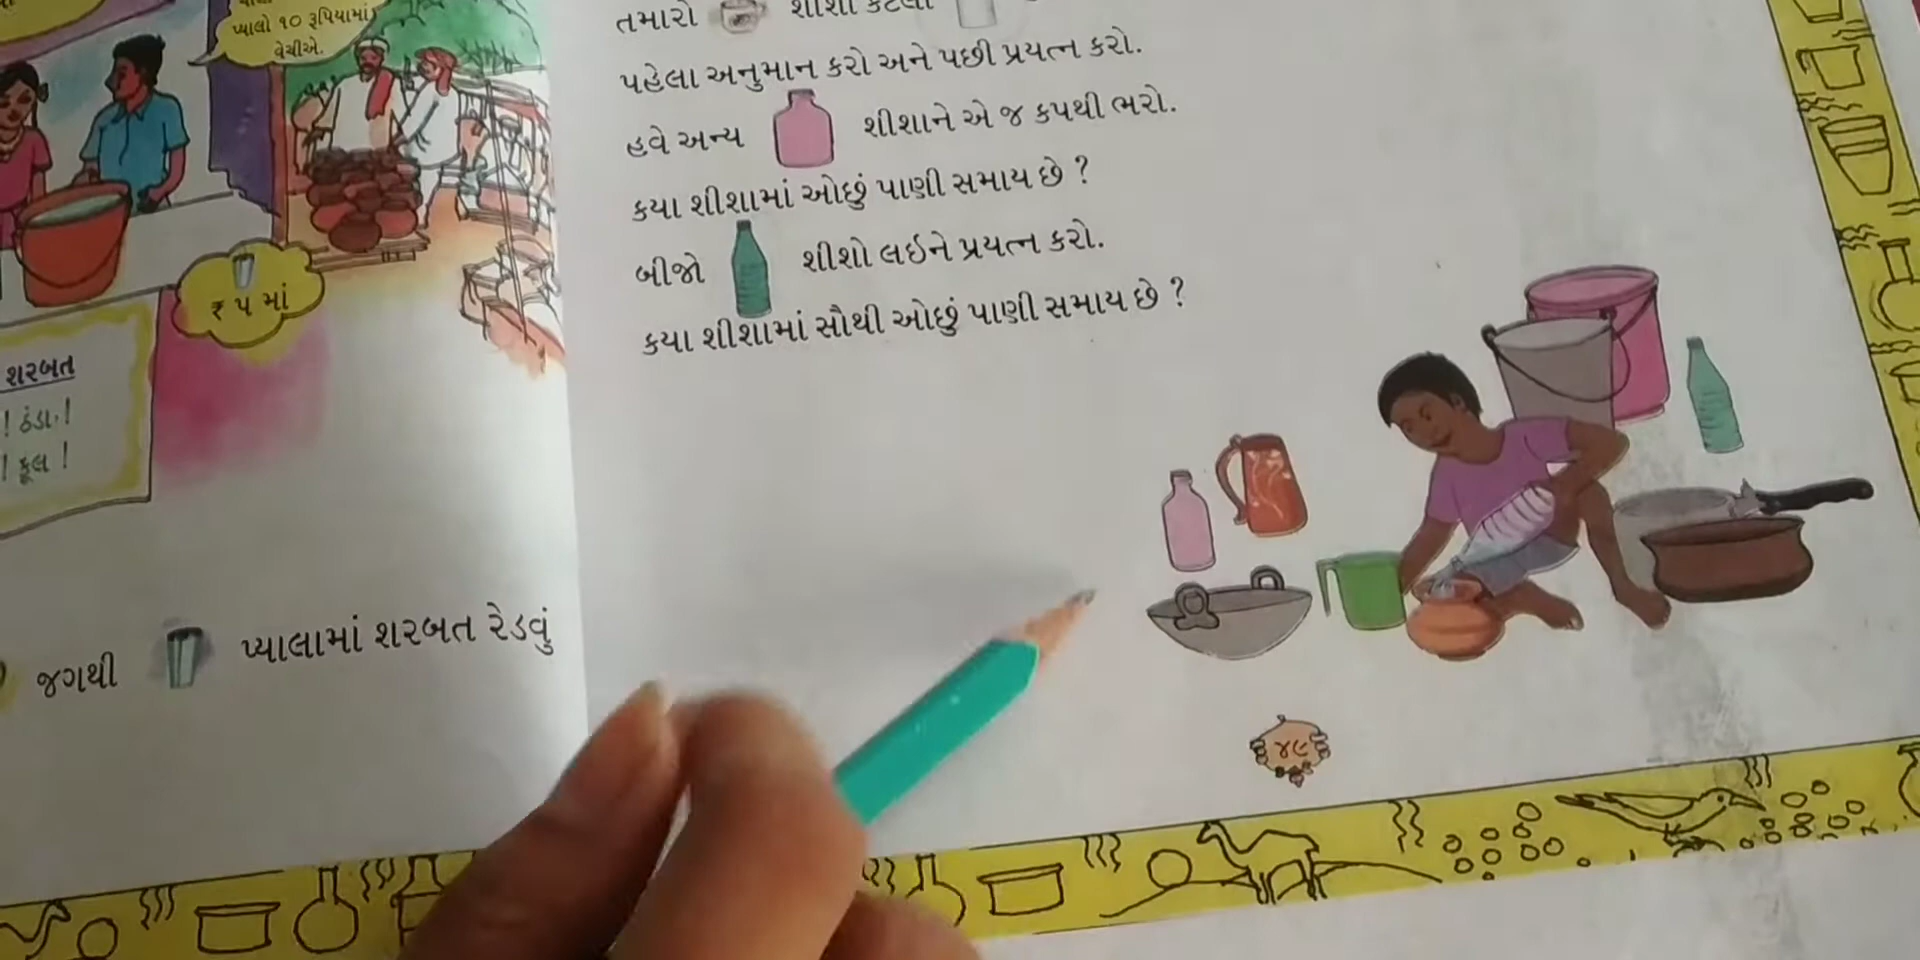 પ્યાલો ૧૦ રૂપિયામાં
વેચીએ.
₹ ૫ માં
શરબત
! ઠંડા !
! કૂલ !
જગથી પ્યાલામાં શરબત રેડવું
તમારો શીશો કેટલા
પહેલા અનુમાન કરો અને પછી પ્રયત્ન કરો.
હવે અન્ય શીશાને એ જ કપથી ભરો.
કયા શીશામાં ઓછું પાણી સમાય છે ?
બીજો શીશો લઈને પ્રયત્ન કરો.
કયા શીશામાં સૌથી ઓછું પાણી સમાય છે ?
૪૯